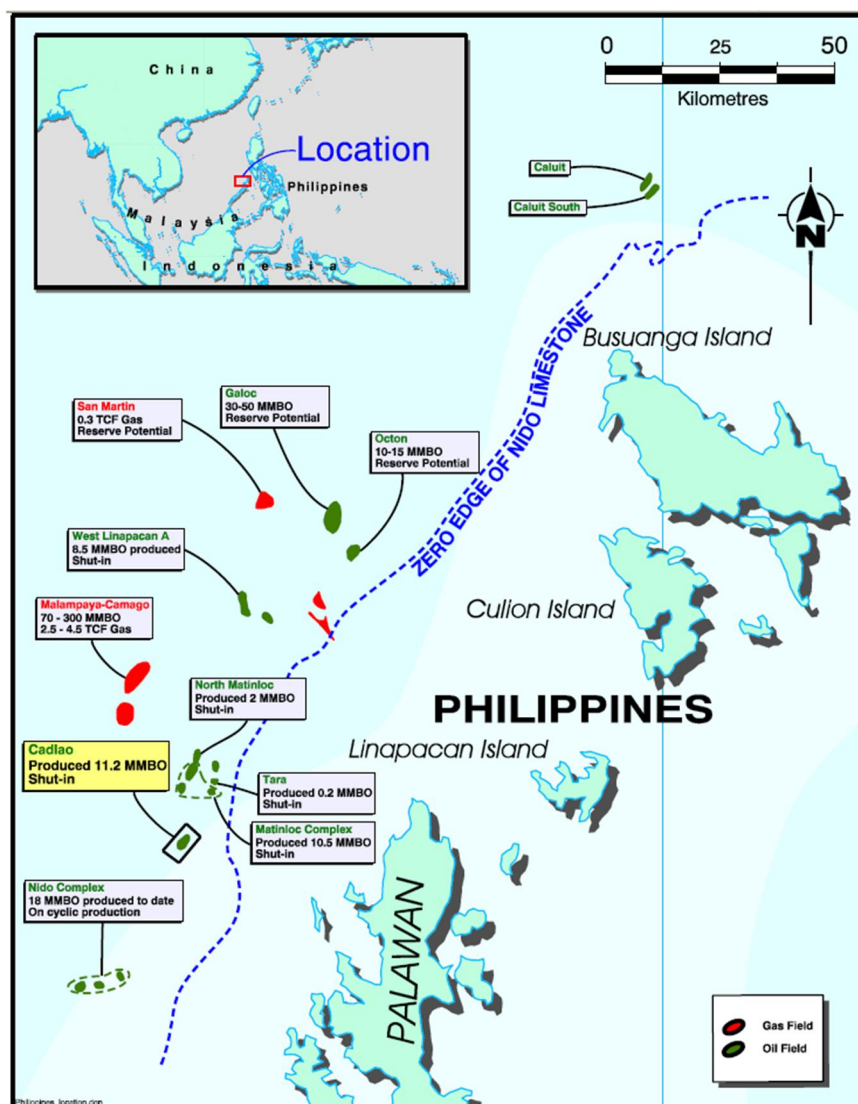 China
Location
Philippines
Malaysia
Indonesia
0 25 50
Kilometres
Caluit
Caluit South
N
Busuanga Island
ZERO EDGE OF NIDO LIMESTONE
San Martin
0.3 TCF Gas
Reserve Potential
Galoc
30-50 MMBO
Reserve Potential
Octon
10-15 MMBO
Reserve Potential
West Linapacan A
8.5 MMBO produced
Shut-in
Culion Island
Malampaya-Camago
70 - 300 MMBO
2.5 - 4.5 TCF Gas
North Matinloc
Produced 2 MMBO
Shut-in
PHILIPPINES
Linapacan Island
Cadlao
Produced 11.2 MMBO
Shut-in
Tara
Produced 0.2 MMBO
Shut-in
Matinloc Complex
Produced 10.5 MMBO
Shut-in
Nido Complex
18 MMBO produced to date
On cyclic production
PALAWAN
Gas Field
Oil Field